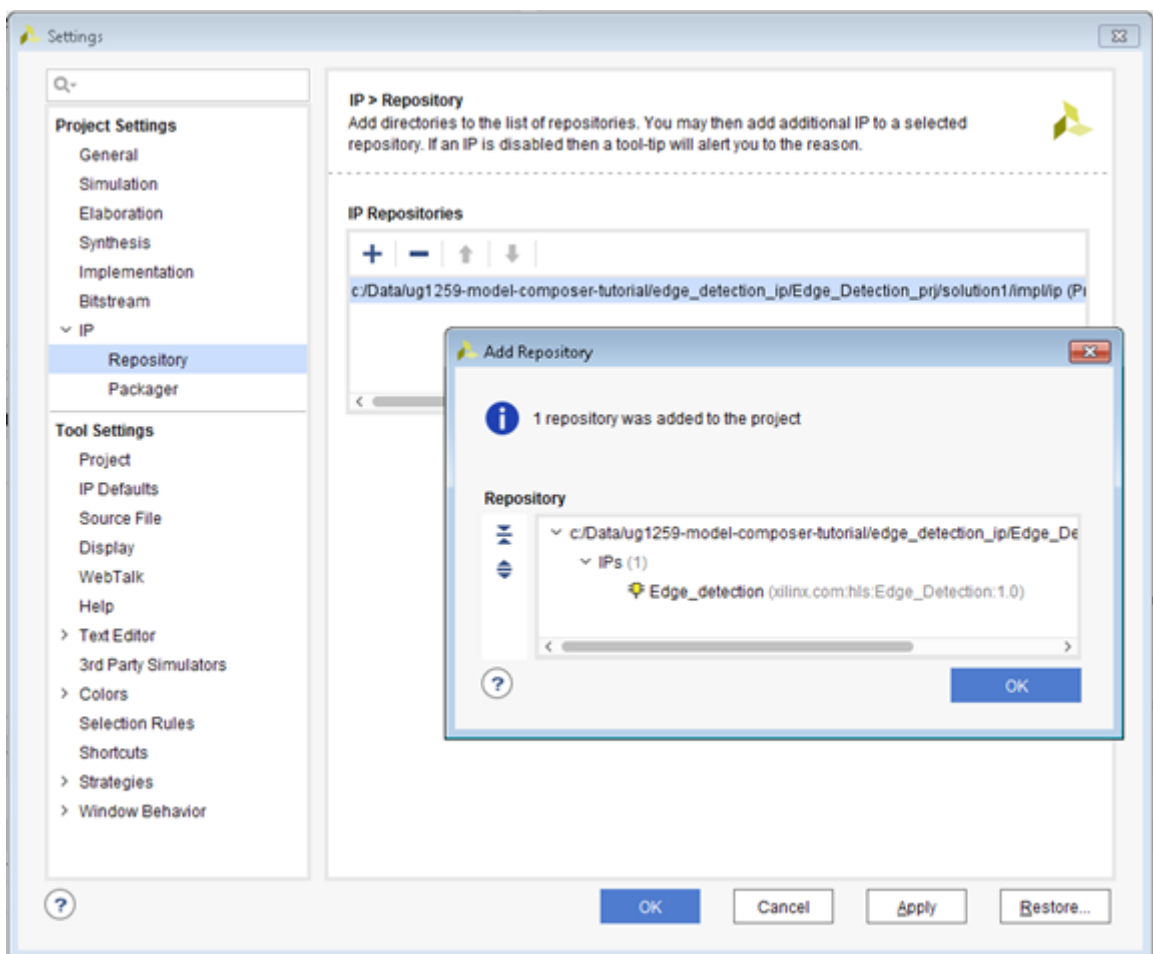 Settings
Project Settings
General
Simulation
Elaboration
Synthesis
Implementation
Bitstream
IP
Repository
Packager
Tool Settings
Project
IP Defaults
Source File
Display
WebTalk
Help
Text Editor
3rd Party Simulators
Colors
Selection Rules
Shortcuts
Strategies
Window Behavior
IP > Repository
Add directories to the list of repositories. You may then add additional IP to a selected
repository. If an IP is disabled then a tool-tip will alert you to the reason.
IP Repositories
c:/Data/ug1259-model-composer-tutorial/edge_detection_ip/Edge_Detection_prj/solution1/impl/ip
Add Repository
1 repository was added to the project
Repository
c:/Data/ug1259-model-composer-tutorial/edge_detection_ip/Edge_De
IPs (1)
Edge_detection (xilinx.com:hls:Edge_Detection:1.0)
OK
OK
Cancel
Apply
Restore...